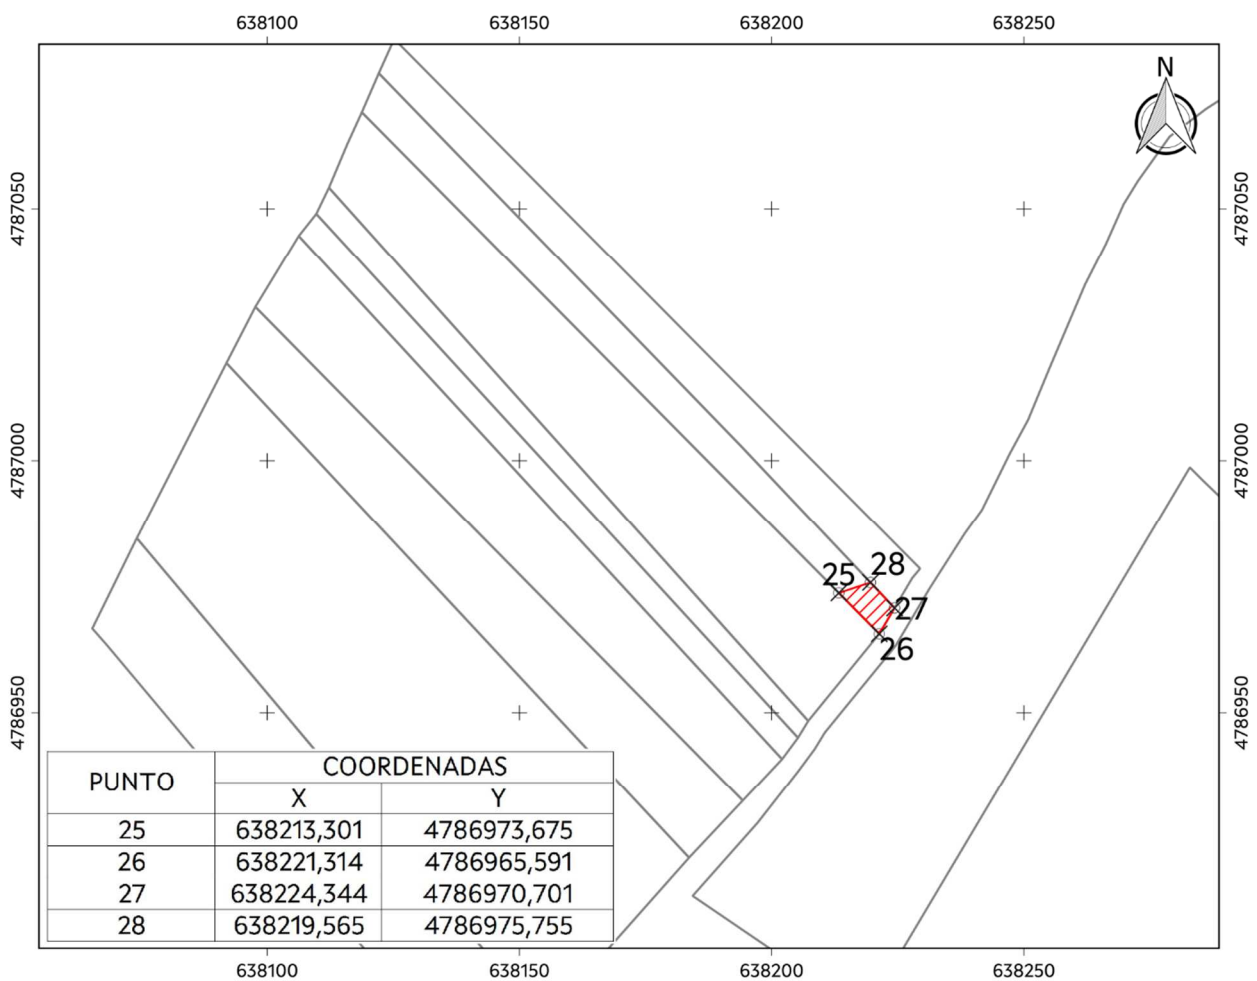 638100 638150 638200 638250
N
4787050 4787050
4787000 4787000
28
25
27
26
4786950 4786950
PUNTO COORDENADAS
X Y
25 638213,301 4786973,675
26 638221,314 4786965,591
27 638224,344 4786970,701
28 638219,565 4786975,755
638100 638150 638200 638250